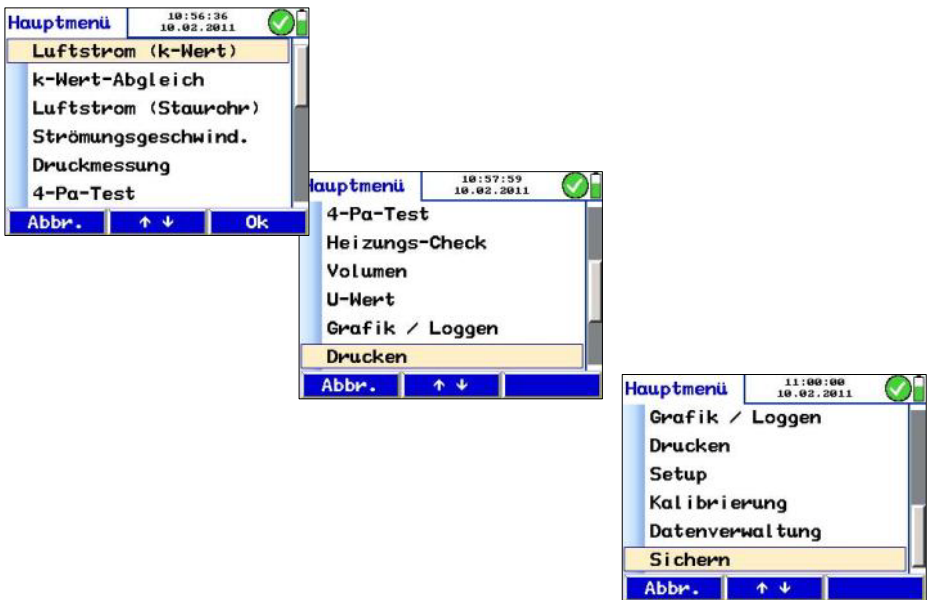 Hauptmenü 10:56:36
10.02.2011
Luftstrom (k-Wert)
k-Wert-Abgleich
Luftstrom (Staurohr)
Strömungsgeschwind.
Druckmessung
4-Pa-Test
Abbr. ↑ ↓ Ok
Hauptmenü 10:57:59
10.02.2011
4-Pa-Test
Heizungs-Check
Volumen
U-Wert
Grafik / Loggen
Drucken
Abbr. ↑ ↓
Hauptmenü 11:00:00
10.02.2011
Grafik / Loggen
Drucken
Setup
Kalibrierung
Datenverwaltung
Sichern
Abbr. ↑ ↓